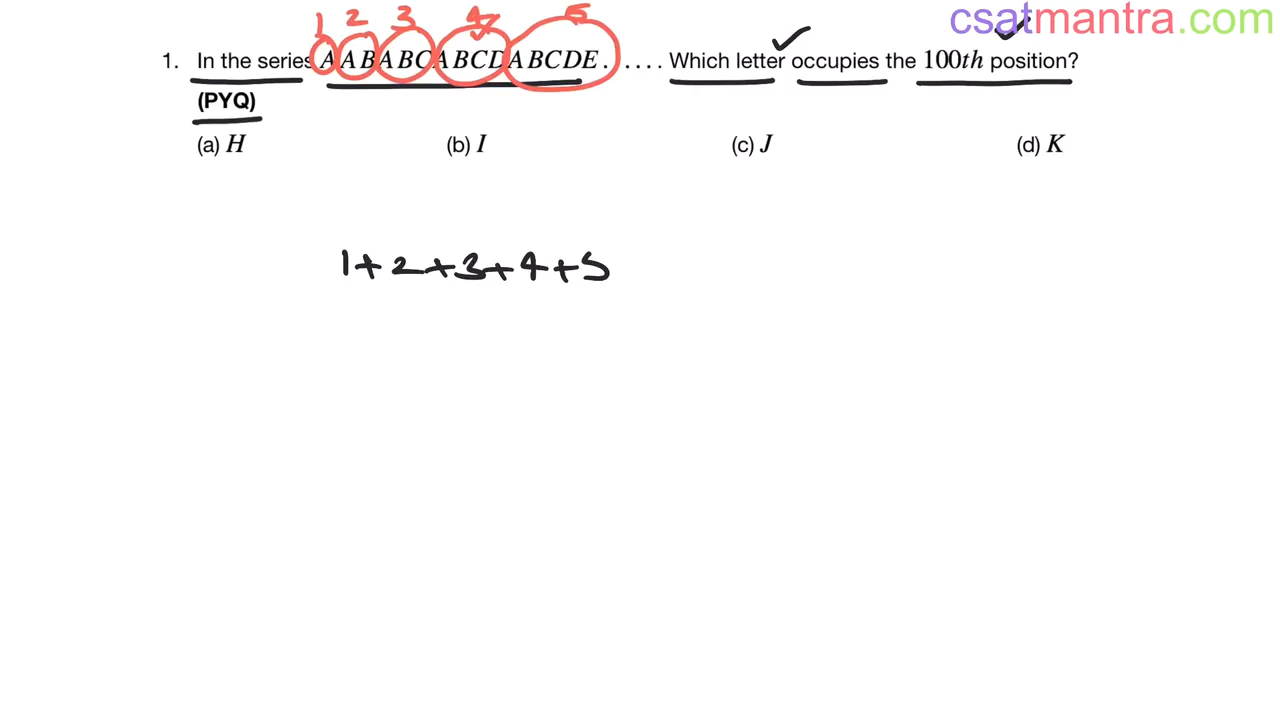 csatmantra.com
1 2 3 4 5
1. In the series A A B A B C A B C D A B C D E . . . . . Which letter occupies the 100th position?
(PYQ)
(a) H (b) I (c) J (d) K
1+2+3+4+5